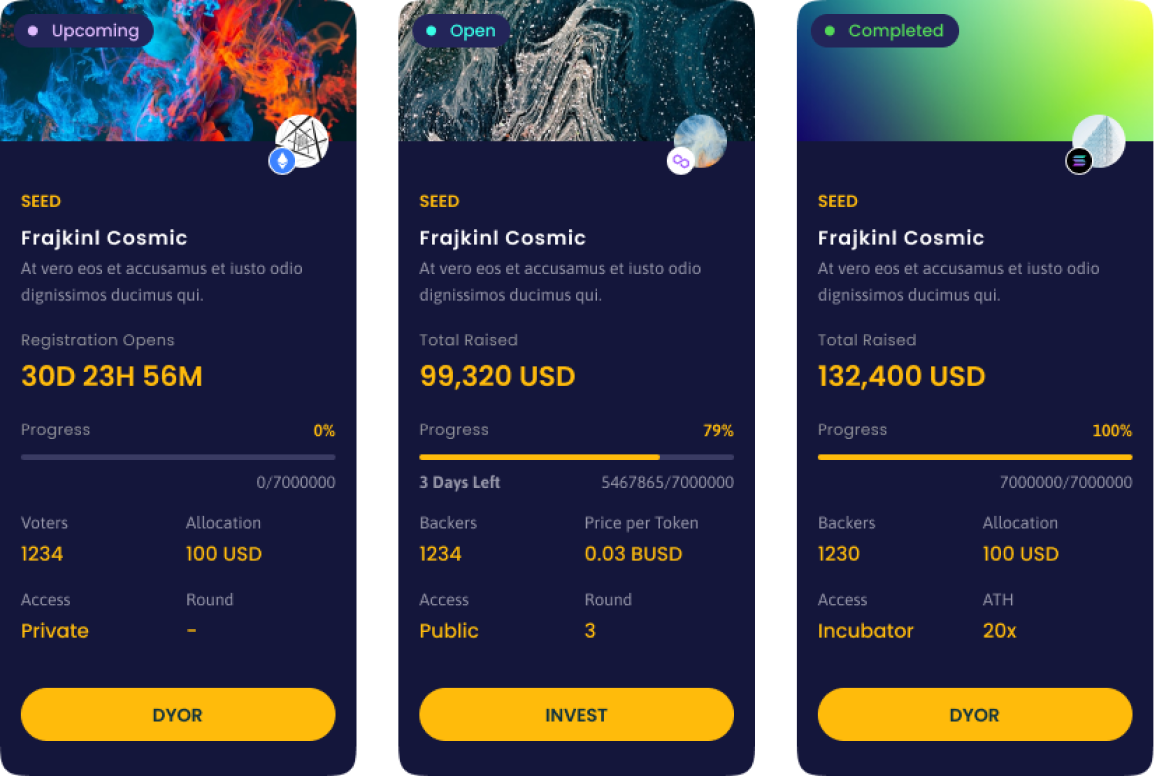 Upcoming
SEED
Frajkinl Cosmic
At vero eos et accusamus et iusto odio
dignissimos ducimus qui.
Registration Opens
30D 23H 56M
Progress 0%
0/7000000
Voters Allocation
1234 100 USD
Access Round
Private -
DYOR
Open
SEED
Frajkinl Cosmic
At vero eos et accusamus et iusto odio
dignissimos ducimus qui.
Total Raised
99,320 USD
Progress 79%
3 Days Left 5467865/7000000
Backers Price per Token
1234 0.03 BUSD
Access Round
Public 3
INVEST
Completed
SEED
Frajkinl Cosmic
At vero eos et accusamus et iusto odio
dignissimos ducimus qui.
Total Raised
132,400 USD
Progress 100%
7000000/7000000
Backers Allocation
1230 100 USD
Access ATH
Incubator 20x
DYOR